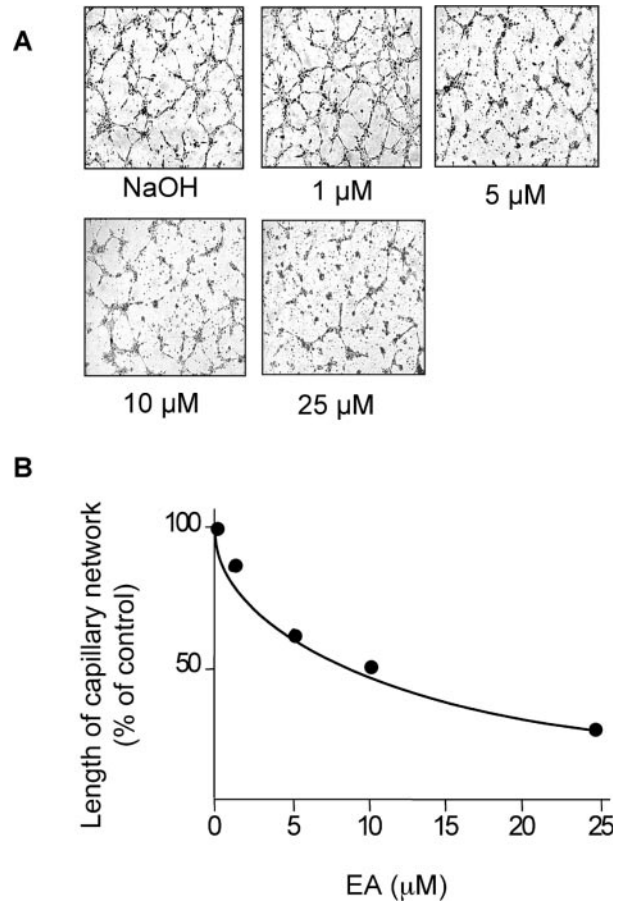 A
NaOH
1 µM
5 µM
10 µM
25 µM
B
Length of capillary network
(% of control)
100
50
0
5
10
15
20
25
EA (µM)